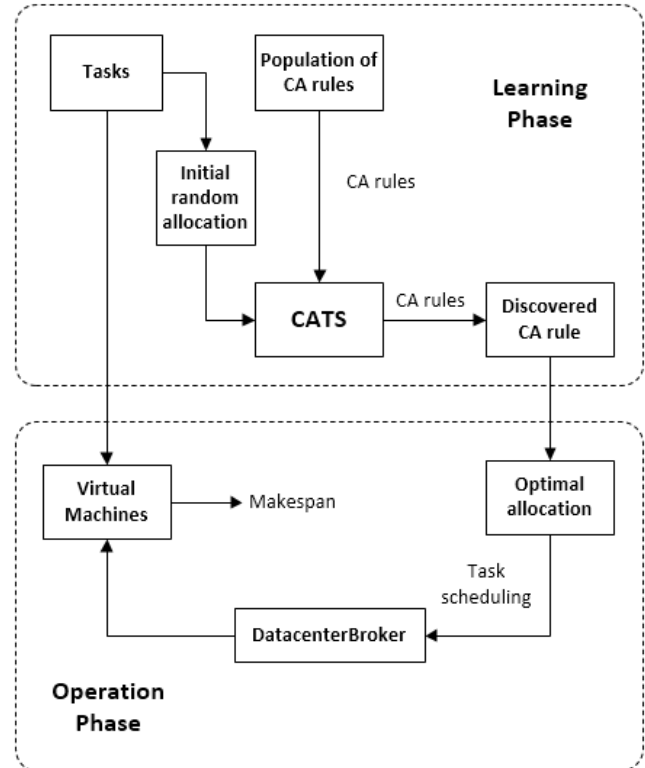 Tasks
Population of
CA rules
Learning
Phase
Initial
random
allocation
CA rules
CATS
CA rules
Discovered
CA rule
Virtual
Machines
Makespan
Optimal
allocation
Task
scheduling
DatacenterBroker
Operation
Phase